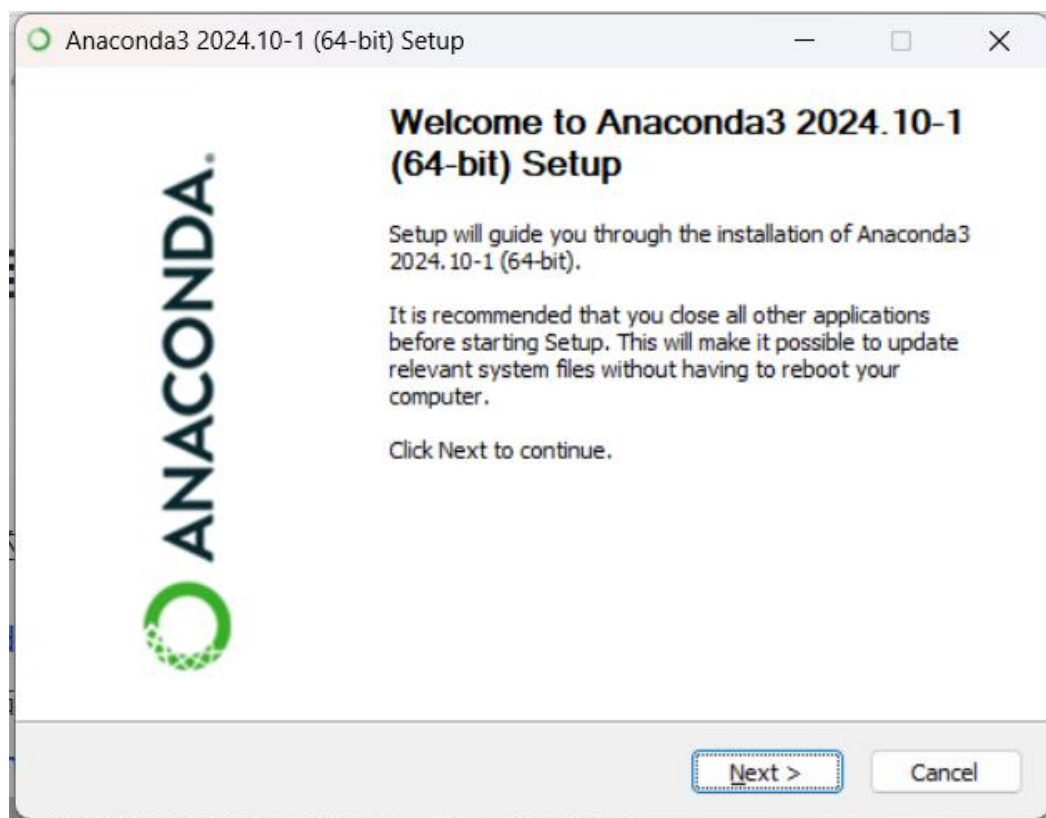 Anaconda3 2024.10-1 (64-bit) Setup
ANACONDA.
Welcome to Anaconda3 2024.10-1
(64-bit) Setup
Setup will guide you through the installation of Anaconda3
2024.10-1 (64-bit).
It is recommended that you close all other applications
before starting Setup. This will make it possible to update
relevant system files without having to reboot your
computer.
Click Next to continue.
Next >
Cancel